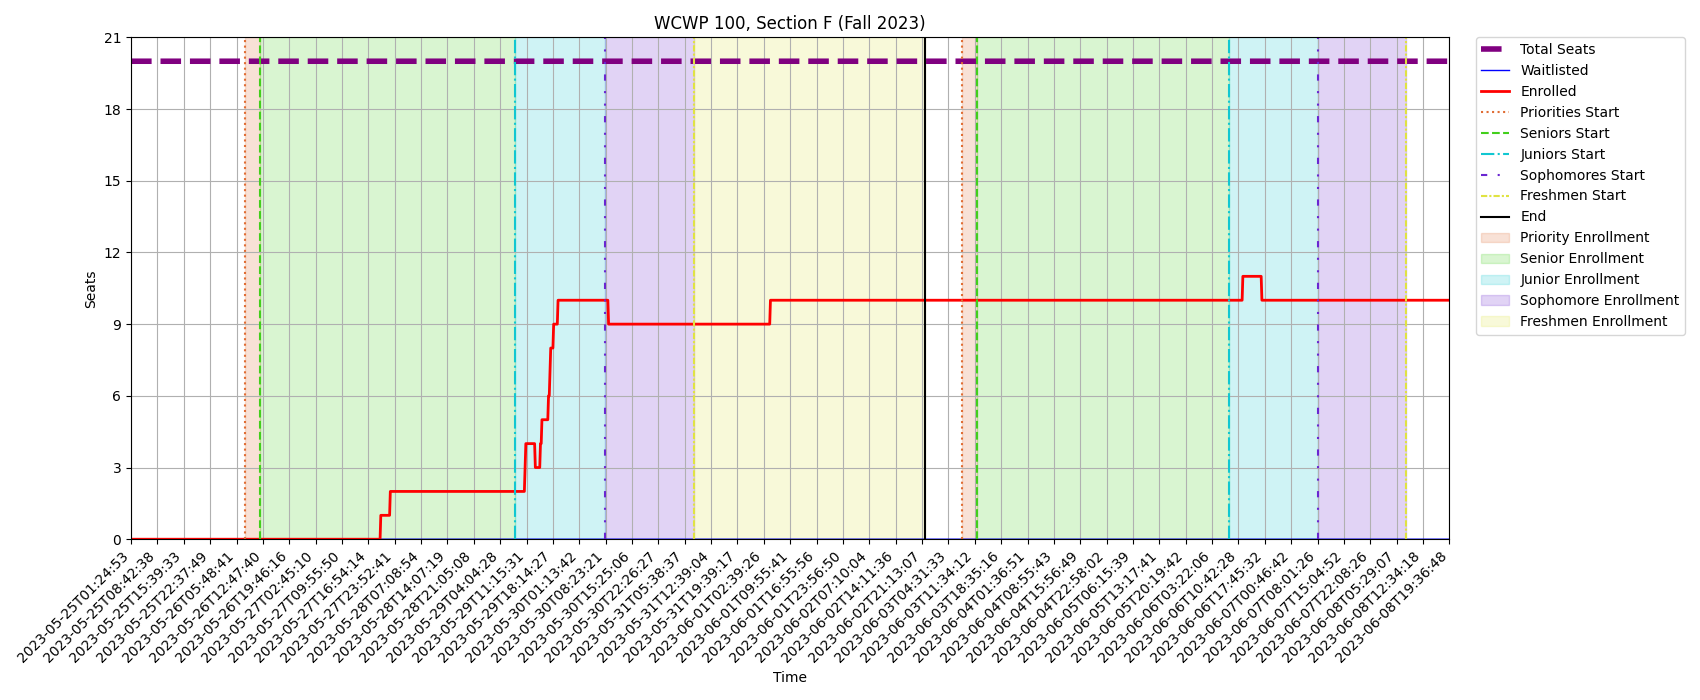 WCWP 100, Section F (Fall 2023)
21
18
15
12
9
6
3
0
Seats
2023-05-25T01:24:53
2023-05-25T08:42:38
2023-05-25T15:39:33
2023-05-25T22:37:49
2023-05-26T05:48:41
2023-05-26T12:47:40
2023-05-26T19:46:16
2023-05-27T02:45:10
2023-05-27T09:55:50
2023-05-27T16:54:14
2023-05-27T23:52:41
2023-05-28T07:08:54
2023-05-28T14:07:19
2023-05-28T21:05:08
2023-05-29T04:04:28
2023-05-29T11:15:31
2023-05-29T18:14:27
2023-05-30T01:13:42
2023-05-30T08:23:21
2023-05-30T15:25:06
2023-05-30T22:26:27
2023-05-31T05:38:37
2023-05-31T12:39:04
2023-05-31T19:39:17
2023-06-01T02:39:26
2023-06-01T09:55:41
2023-06-01T16:55:56
2023-06-01T23:56:50
2023-06-02T07:10:04
2023-06-02T14:11:36
2023-06-02T21:13:07
2023-06-03T04:31:33
2023-06-03T11:34:12
2023-06-03T18:35:16
2023-06-04T01:36:51
2023-06-04T08:55:43
2023-06-04T15:56:49
2023-06-04T22:58:02
2023-06-05T06:15:39
2023-06-05T13:17:41
2023-06-05T20:19:42
2023-06-06T03:22:06
2023-06-06T10:42:28
2023-06-06T17:45:32
2023-06-07T00:46:42
2023-06-07T08:01:26
2023-06-07T15:04:52
2023-06-07T22:08:26
2023-06-08T05:29:07
2023-06-08T12:34:18
2023-06-08T19:36:48
Time
Total Seats
Waitlisted
Enrolled
Priorities Start
Seniors Start
Juniors Start
Sophomores Start
Freshmen Start
End
Priority Enrollment
Senior Enrollment
Junior Enrollment
Sophomore Enrollment
Freshmen Enrollment